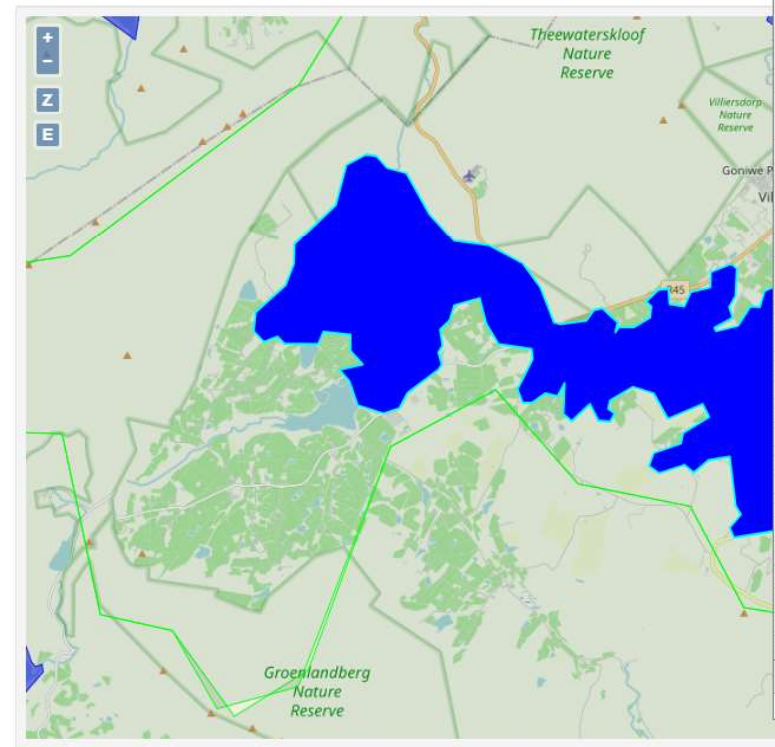 +
−
Z
E
Theewaterskloof
Nature
Reserve
Villiersdorp
Nature
Reserve
Goniwe P
Vil
R45
Groenlandberg
Nature
Reserve